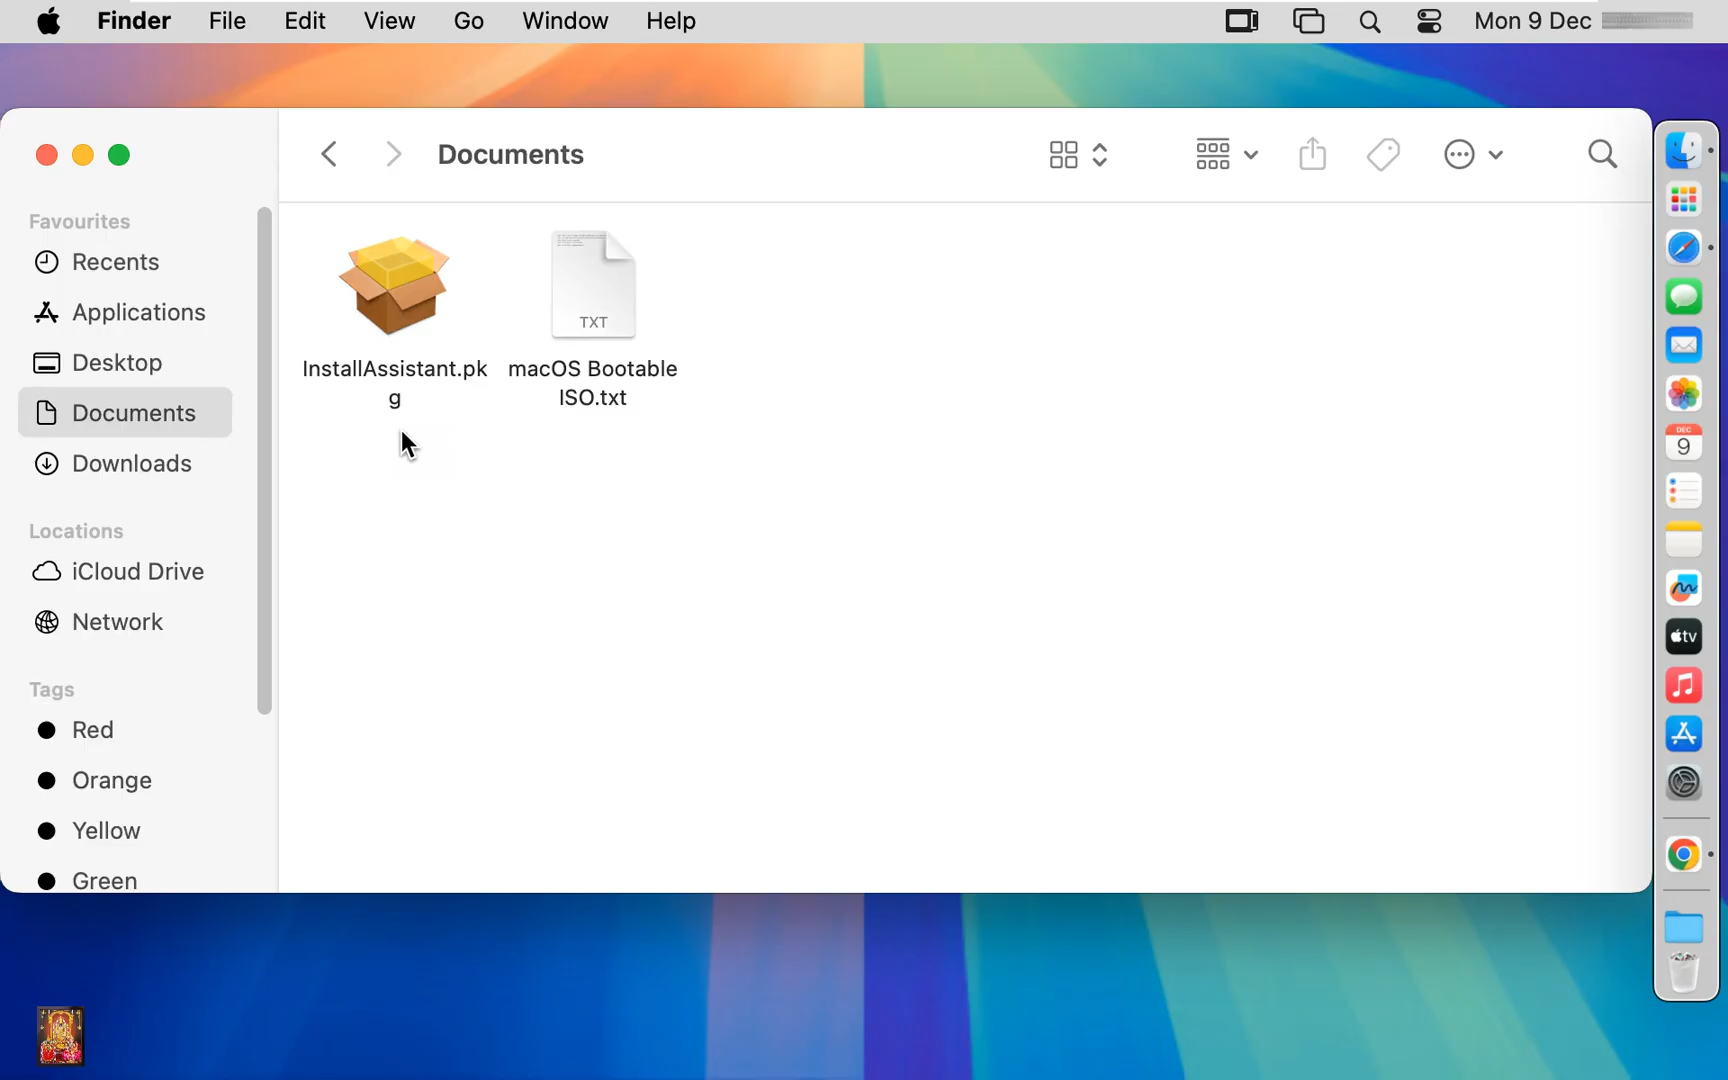 Finder File Edit View Go Window Help Mon 9 Dec
Documents
Favourites
Recents
Applications
Desktop
Documents
Downloads
Locations
iCloud Drive
Network
Tags
Red
Orange
Yellow
Green
TXT
InstallAssistant.pk
g
macOS Bootable
ISO.txt
DEC
9
tv